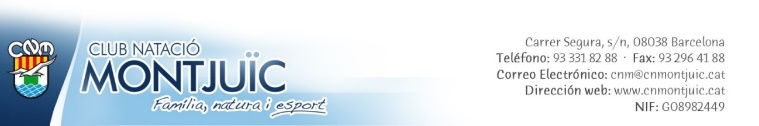 CNM
CLUB NATACIÓ
MONTJUÏC
Família, natura i esport
Carrer Segura, s/n, 08038 Barcelona
Teléfono: 93 331 82 88 · Fax: 93 296 41 88
Correo Electrónico: cnm@cnmontjuic.cat
Dirección web: www.cnmontjuic.cat
NIF: G08982449